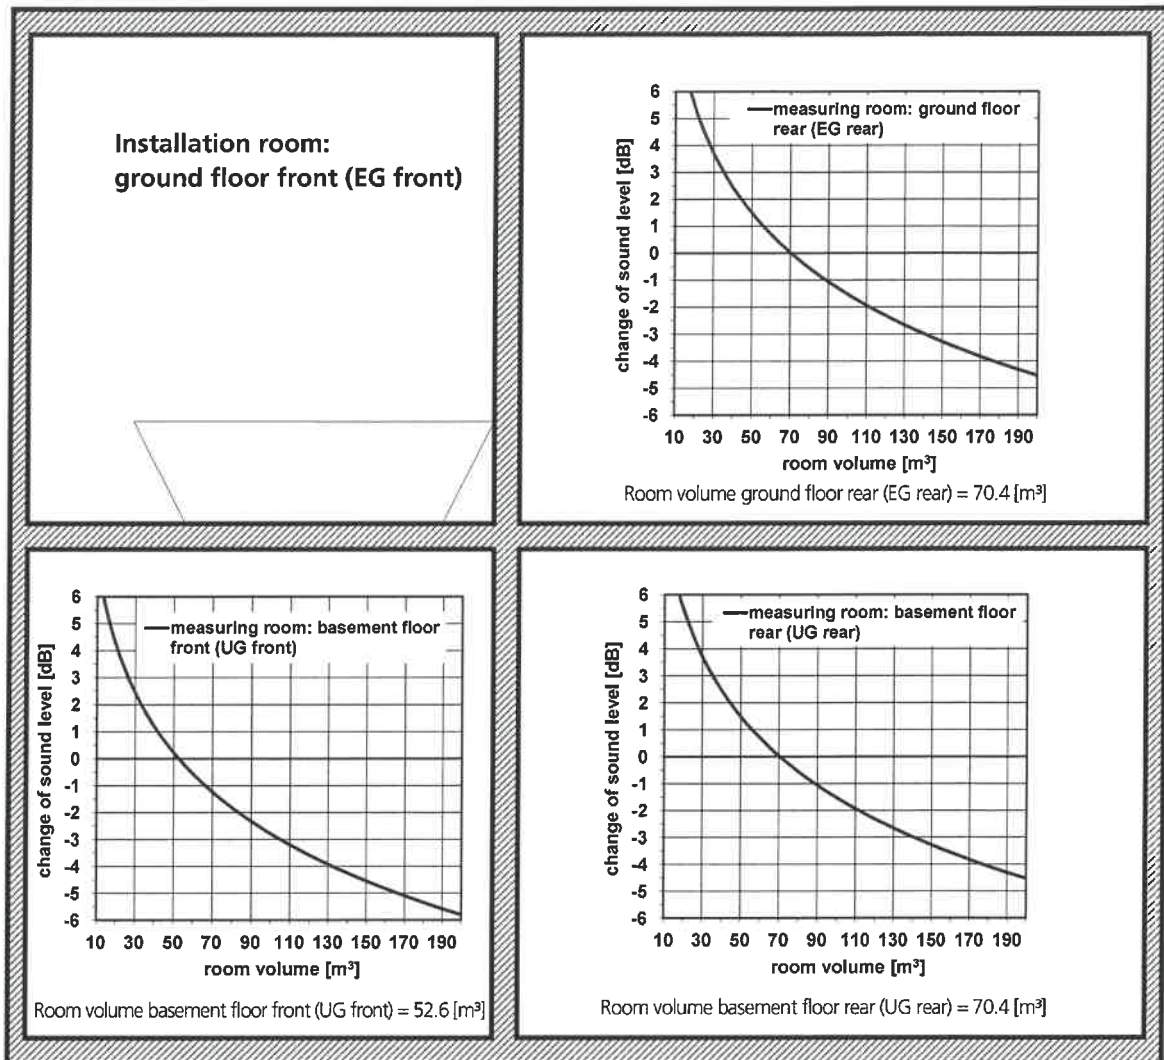 Installation room:
ground floor front (EG front)
6
5
4
3
2
1
0
-1
-2
-3
-4
-5
-6
change of sound level [dB]
measuring room: ground floor
rear (EG rear)
10 30 50 70 90 110 130 150 170 190
room volume [m³]
Room volume ground floor rear (EG rear) = 70.4 [m³]
6
5
4
3
2
1
0
-1
-2
-3
-4
-5
-6
change of sound level [dB]
measuring room: basement floor
front (UG front)
10 30 50 70 90 110 130 150 170 190
room volume [m³]
Room volume basement floor front (UG front) = 52.6 [m³]
6
5
4
3
2
1
0
-1
-2
-3
-4
-5
-6
change of sound level [dB]
measuring room: basement floor
rear (UG rear)
10 30 50 70 90 110 130 150 170 190
room volume [m³]
Room volume basement floor rear (UG rear) = 70.4 [m³]